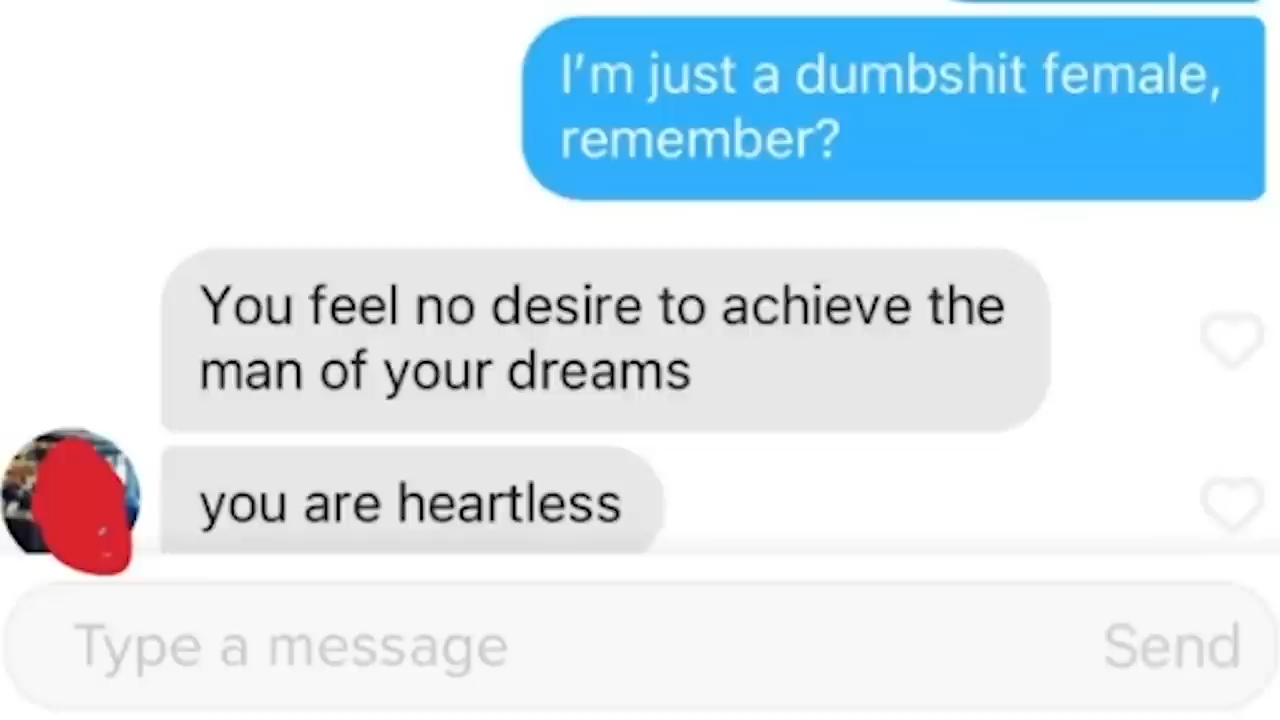 I'm just a dumbshit female,
remember?
You feel no desire to achieve the
man of your dreams
you are heartless
Type a message
Send